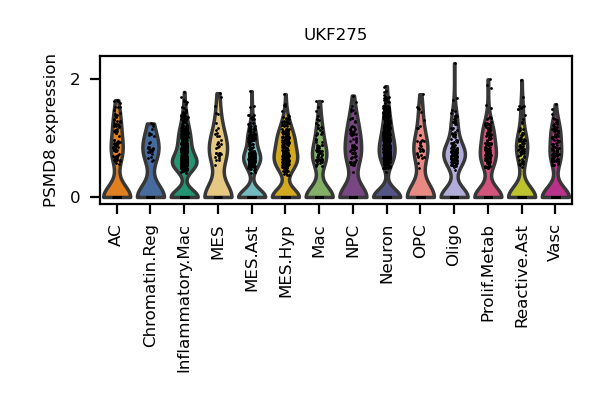 UKF275
PSMD8 expression
2
0
AC
Chromatin.Reg
Inflammatory.Mac
MES
MES.Ast
MES.Hyp
Mac
NPC
Neuron
OPC
Oligo
Prolif.Metab
Reactive.Ast
Vasc